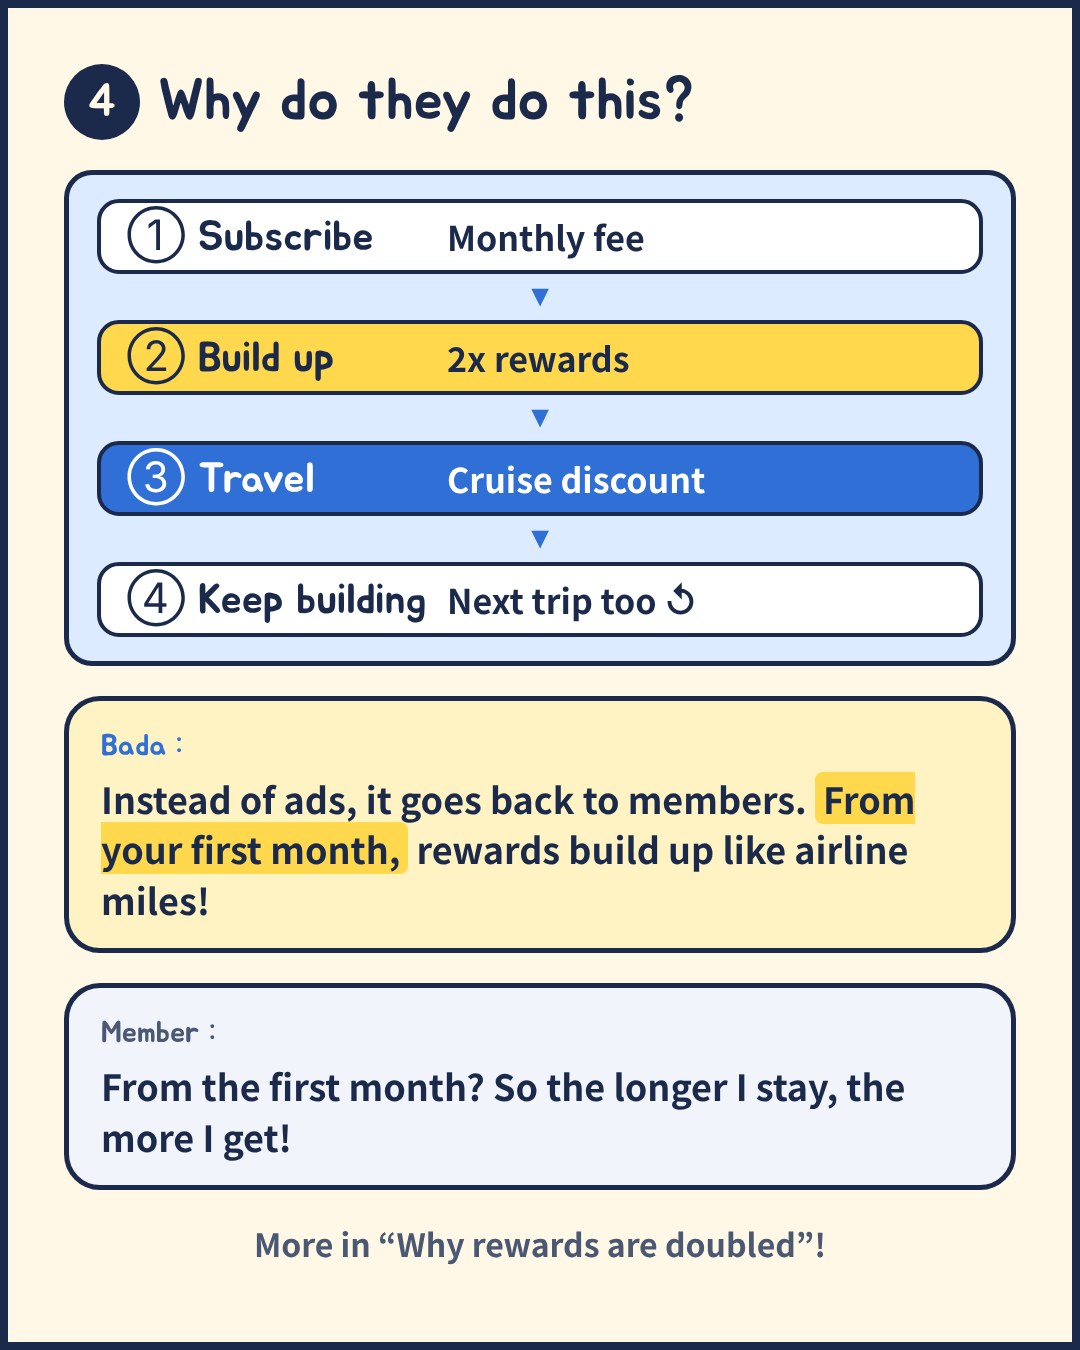 4 Why do they do this?
① Subscribe Monthly fee
▼
② Build up 2x rewards
▼
③ Travel Cruise discount
▼
④ Keep building Next trip too ↺
Bada :
Instead of ads, it goes back to members. From
your first month, rewards build up like airline
miles!
Member :
From the first month? So the longer I stay, the
more I get!
More in “Why rewards are doubled”!